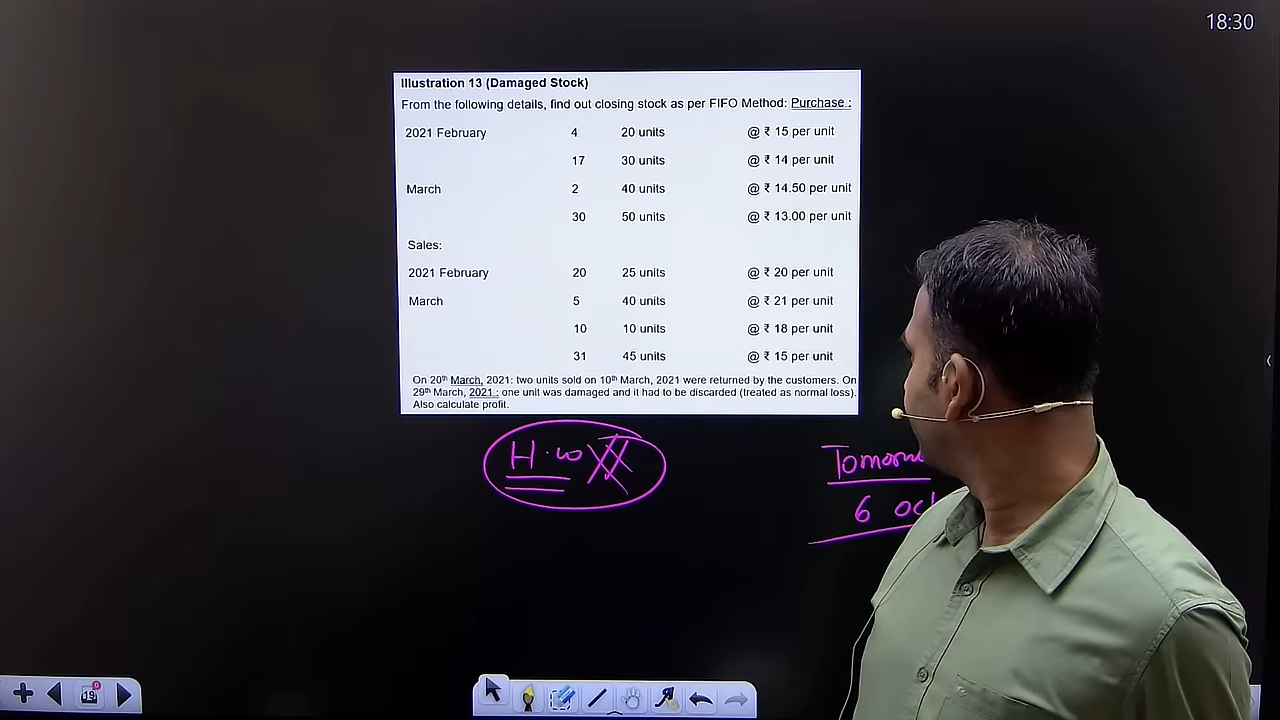 18:30
Illustration 13 (Damaged Stock)
From the following details, find out closing stock as per FIFO Method: Purchase :
2021 February 4 20 units @ ₹ 15 per unit
17 30 units @ ₹ 14 per unit
March 2 40 units @ ₹ 14.50 per unit
30 50 units @ ₹ 13.00 per unit
Sales:
2021 February 20 25 units @ ₹ 20 per unit
March 5 40 units @ ₹ 21 per unit
10 10 units @ ₹ 18 per unit
31 45 units @ ₹ 15 per unit
On 20th March, 2021: two units sold on 10th March, 2021 were returned by the customers. On
29th March, 2021 : one unit was damaged and it had to be discarded (treated as normal loss).
Also calculate profit.
H.w
6
13